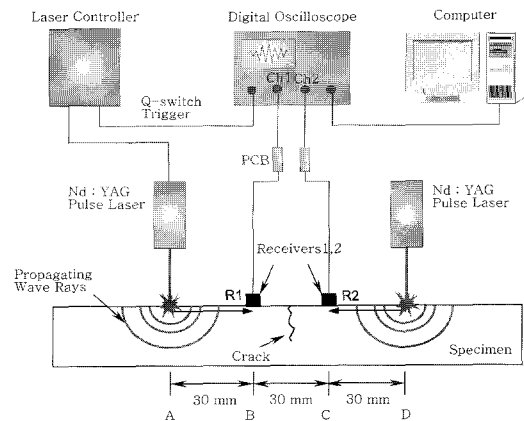 Laser Controller
Digital Oscilloscope
Computer
Ch1 Ch2
Q-switch
Trigger
PCB
Nd : YAG
Pulse Laser
Nd : YAG
Pulse Laser
Receivers1,2
Propagating
Wave Rays
R1
R2
Crack
Specimen
30 mm
30 mm
30 mm
A
B
C
D